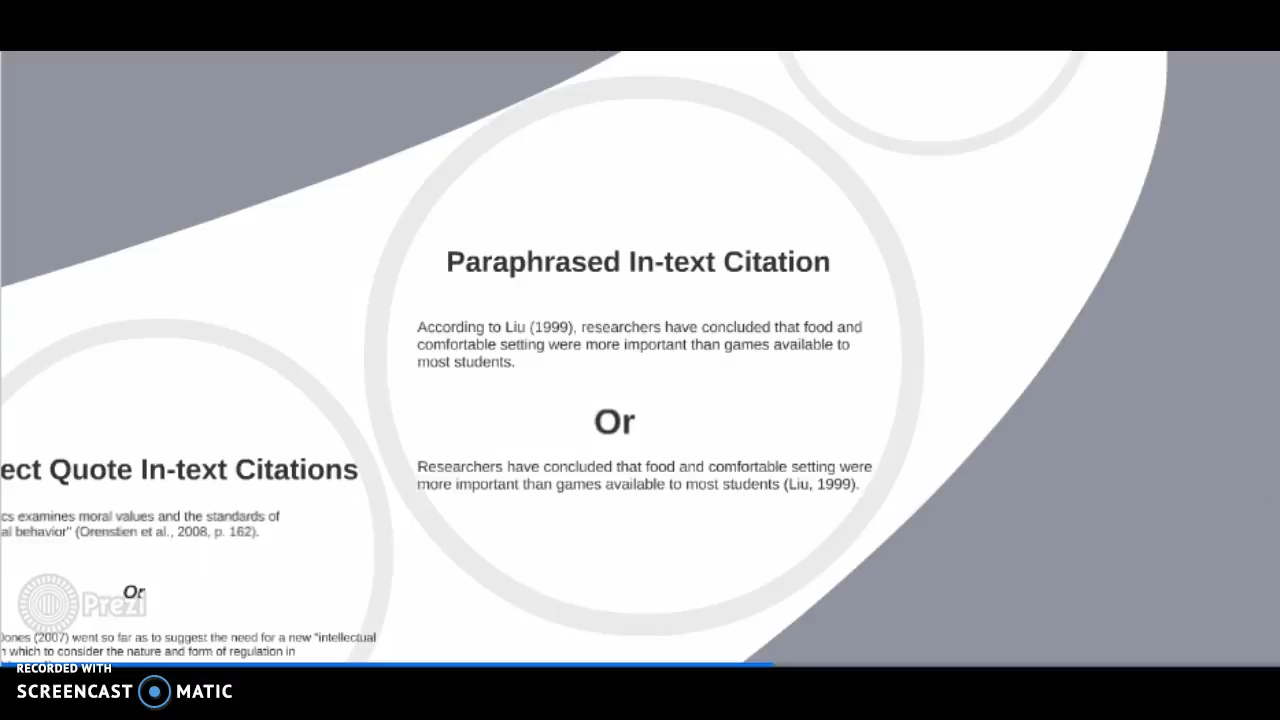 Paraphrased In-text Citation
According to Liu (1999), researchers have concluded that food and
comfortable setting were more important than games available to
most students.
Or
Researchers have concluded that food and comfortable setting were
more important than games available to most students (Liu, 1999).
ect Quote In-text Citations
cs examines moral values and the standards of
al behavior" (Orenstien et al., 2008, p. 162).
Or
Prezi
Jones (2007) went so far as to suggest the need for a new "intellectual
which to consider the nature and form of regulation in
RECORDED WITH
SCREENCAST MATIC